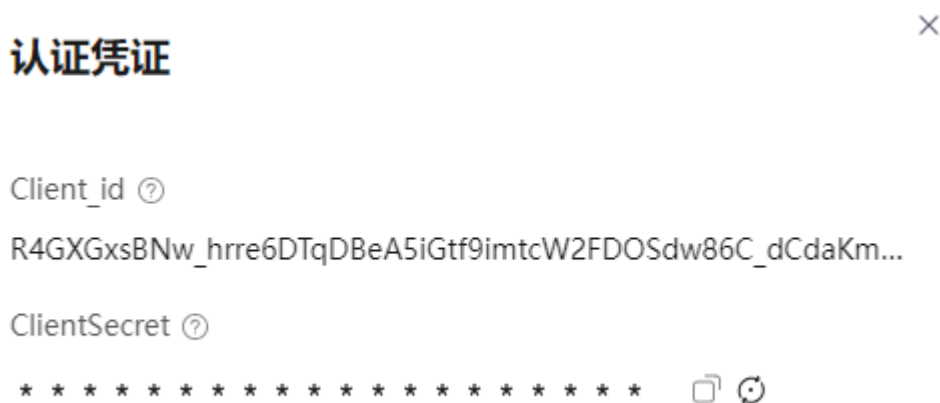 认证凭证
Client_id
R4GXGxsBNw_hrre6DTqDBeA5iGtf9imtcW2FDOSdw86C_dCdaKm...
ClientSecret
* * * * * * * * * * * * * * * * * * * *